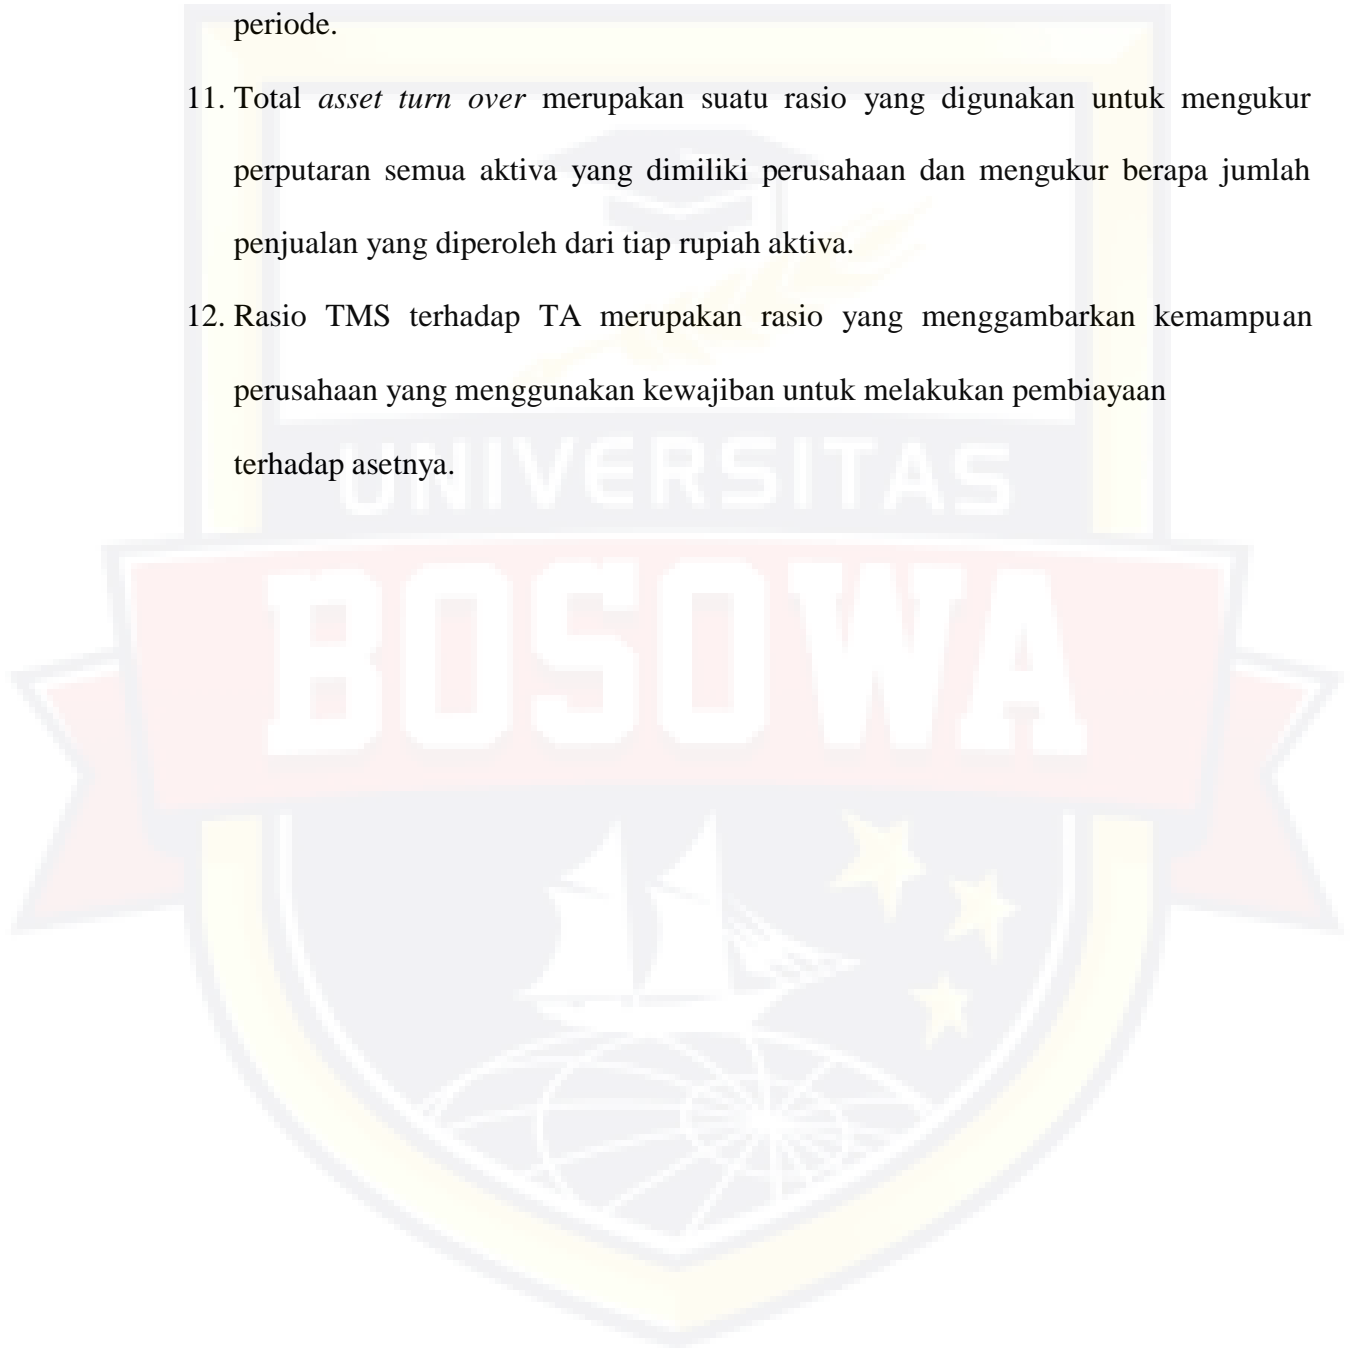 periode.
11. Total asset turn over merupakan suatu rasio yang digunakan untuk mengukur
perputaran semua aktiva yang dimiliki perusahaan dan mengukur berapa jumlah
penjualan yang diperoleh dari tiap rupiah aktiva.
12. Rasio TMS terhadap TA merupakan rasio yang menggambarkan kemampuan
perusahaan yang menggunakan kewajiban untuk melakukan pembiayaan
terhadap asetnya.
UNIVERSITAS
BOSOWA